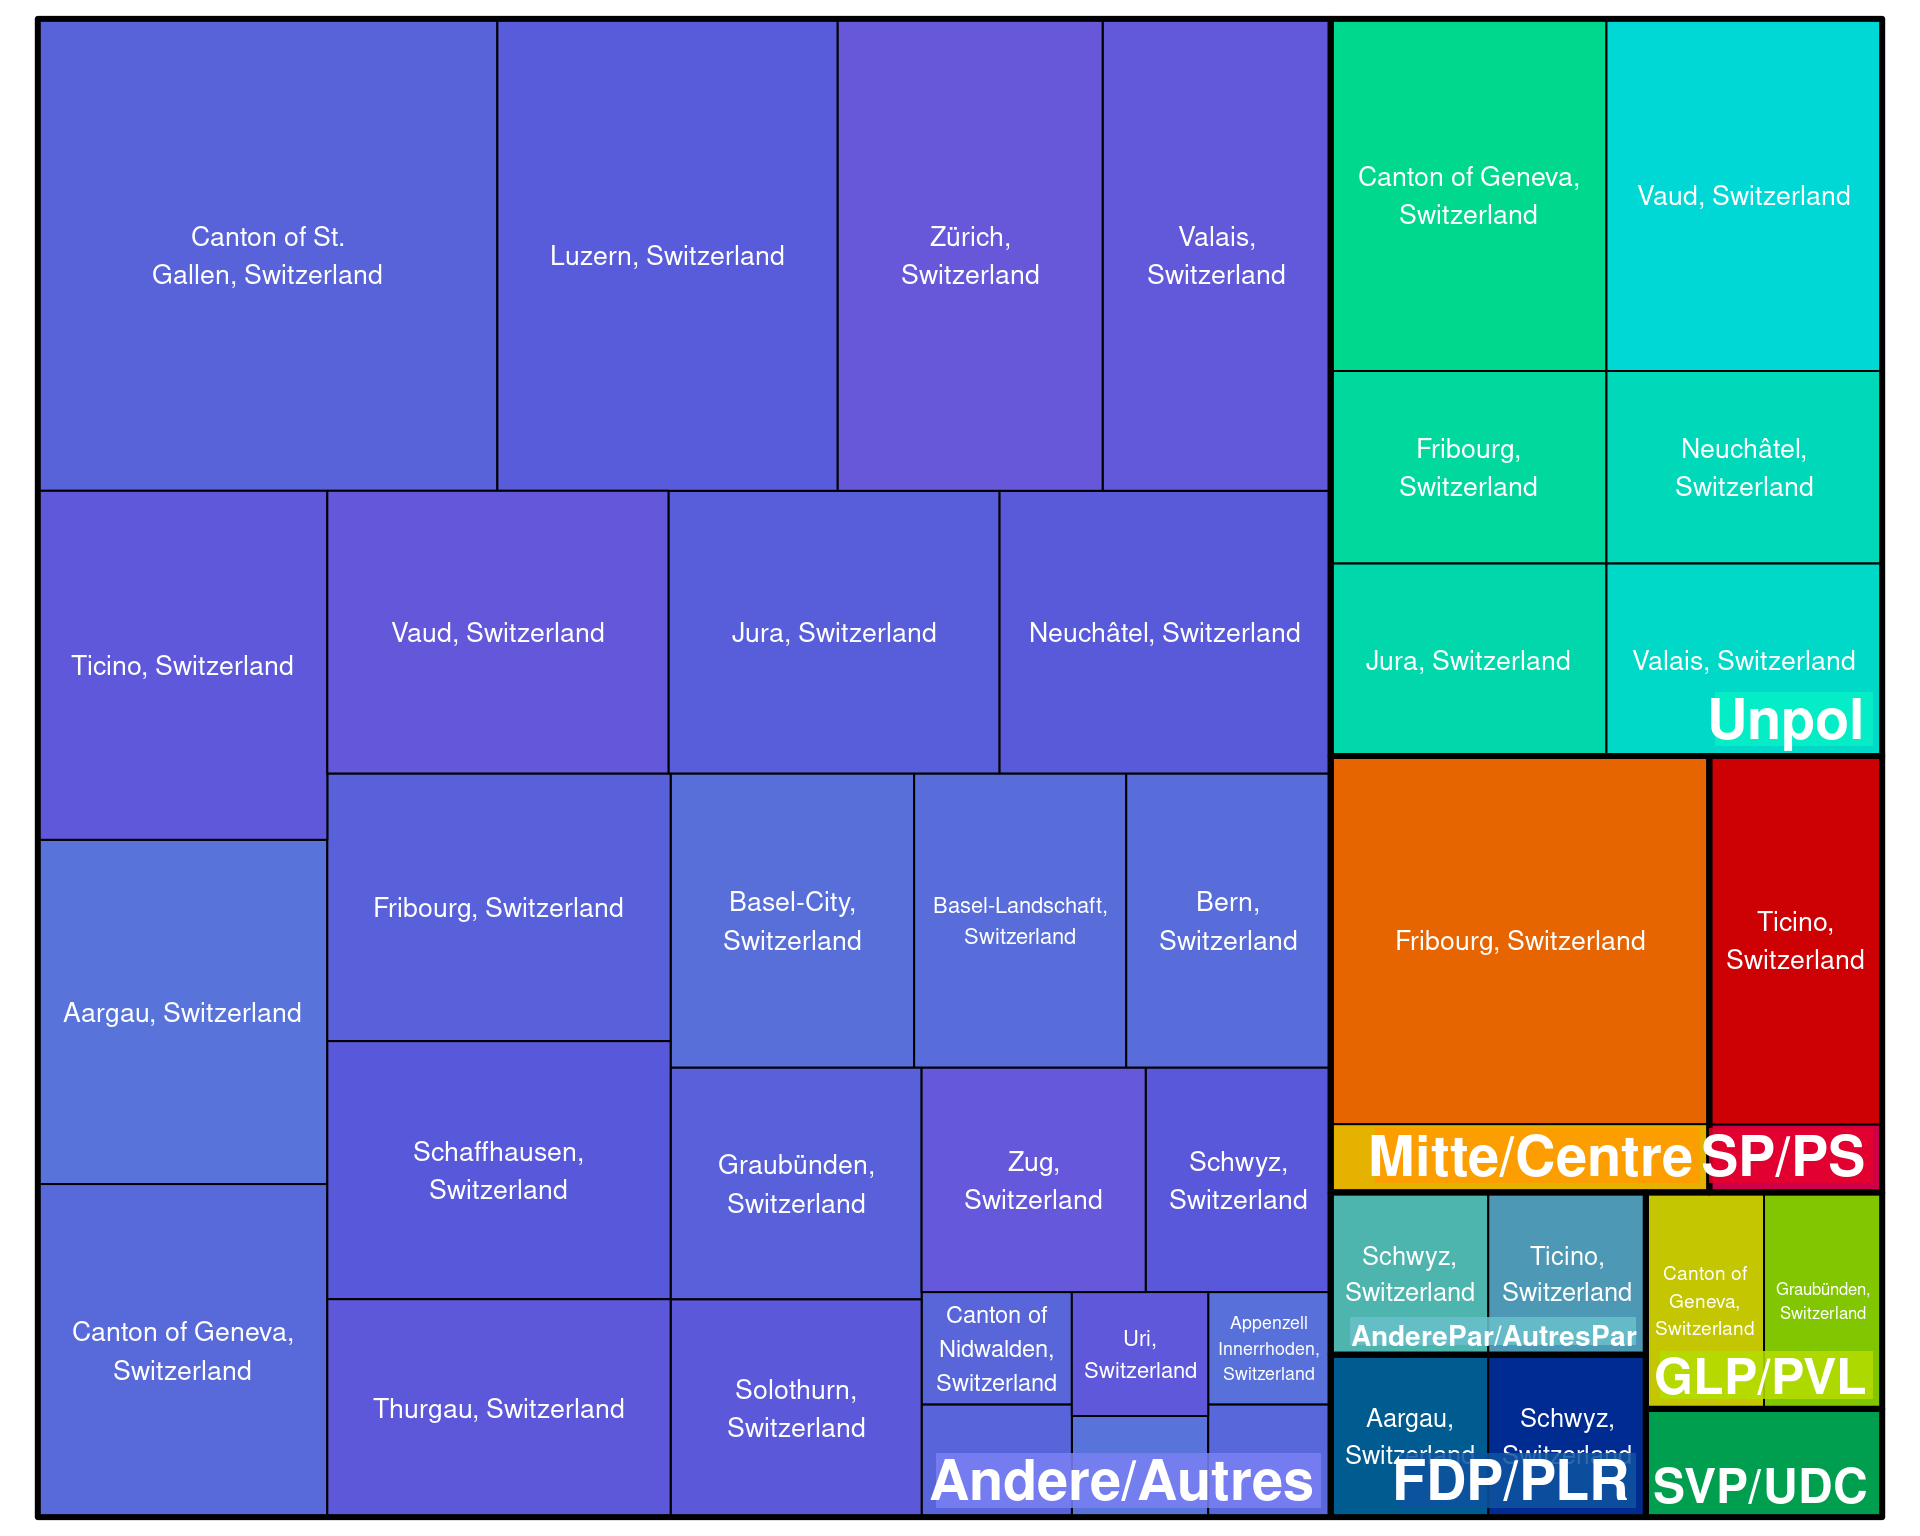 Canton of St.
Gallen, Switzerland
Luzern, Switzerland
Zürich,
Switzerland
Valais,
Switzerland
Ticino, Switzerland
Vaud, Switzerland
Jura, Switzerland
Neuchâtel, Switzerland
Aargau, Switzerland
Fribourg, Switzerland
Basel-City,
Switzerland
Basel-Landschaft,
Switzerland
Bern,
Switzerland
Schaffhausen,
Switzerland
Graubünden,
Switzerland
Zug,
Switzerland
Schwyz,
Switzerland
Canton of Geneva,
Switzerland
Thurgau, Switzerland
Solothurn,
Switzerland
Canton of
Nidwalden,
Switzerland
Uri,
Switzerland
Appenzell
Innerrhoden,
Switzerland
Andere/Autres
Canton of Geneva,
Switzerland
Vaud, Switzerland
Fribourg,
Switzerland
Neuchâtel,
Switzerland
Jura, Switzerland
Valais, Switzerland
Unpol
Fribourg, Switzerland
Mitte/Centre
Ticino,
Switzerland
SP/PS
Schwyz,
Switzerland
Ticino,
Switzerland
AnderePar/AutresPar
Canton of
Geneva,
Switzerland
Graubünden,
Switzerland
GLP/PVL
Aargau,
Switzerland
Schwyz,
Switzerland
FDP/PLR
SVP/UDC